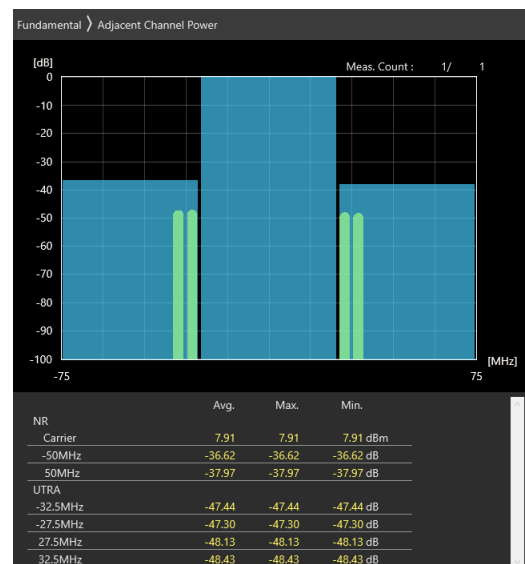 Fundamental 〉 Adjacent Channel Power
[dB]
Meas. Count : 1/ 1
0
-10
-20
-30
-40
-50
-60
-70
-80
-90
-100
[MHz]
-75 75
Avg. Max. Min.
NR
Carrier 7.91 7.91 7.91 dBm
-50MHz -36.62 -36.62 -36.62 dB
50MHz -37.97 -37.97 -37.97 dB
UTRA
-32.5MHz -47.44 -47.44 -47.44 dB
-27.5MHz -47.30 -47.30 -47.30 dB
27.5MHz -48.13 -48.13 -48.13 dB
32.5MHz -48.43 -48.43 -48.43 dB